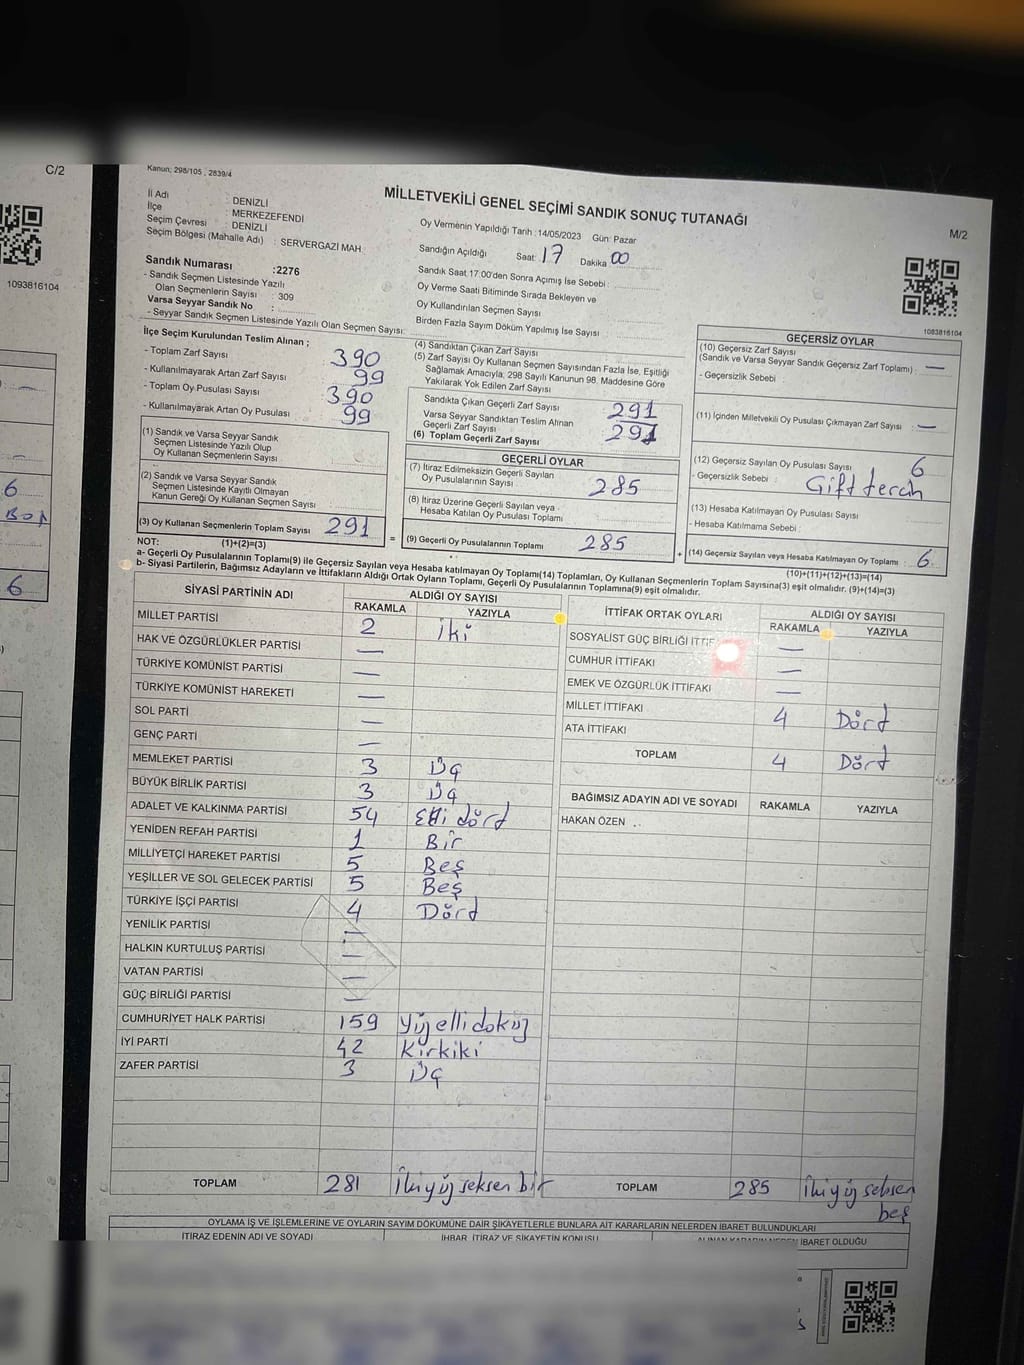 C/2
Kanun; 298/105 , 2839/4
MİLLETVEKİLİ GENEL SEÇİMİ SANDIK SONUÇ TUTANAĞI
M/2
İl Adı : DENİZLİ
İlçe : MERKEZEFENDİ
Seçim Çevresi : DENİZLİ
Seçim Bölgesi (Mahalle Adı) : SERVERGAZİ MAH
Oy Vermenin Yapıldığı Tarih : 14/05/2023 Gün: Pazar
Sandığın Açıldığı Saat: 17 Dakika 00
Sandık Saat 17:00'den Sonra Açımış İse Sebebi :
Oy Verme Saati Bitiminde Sırada Bekleyen ve
Oy Kullandırılan Seçmen Sayısı
Birden Fazla Sayım Döküm Yapılmış İse Sayısı
1093816104
1083816104
Sandık Numarası :2276
- Sandık Seçmen Listesinde Yazılı
Olan Seçmenlerin Sayısı : 309
Varsa Seyyar Sandık No :
- Seyyar Sandık Seçmen Listesinde Yazılı Olan Seçmen Sayısı:
İlçe Seçim Kurulundan Teslim Alınan ;
- Toplam Zarf Sayısı 390
- Kullanılmayarak Artan Zarf Sayısı 99
- Toplam Oy Pusulası Sayısı 390
- Kullanılmayarak Artan Oy Pusulası 99
(1) Sandık ve Varsa Seyyar Sandık
Seçmen Listesinde Yazılı Olup
Oy Kullanan Seçmenlerin Sayısı
(2) Sandık ve Varsa Seyyar Sandık
Seçmen Listesinde Kayıtlı Olmayan
Kanun Gereği Oy Kullanan Seçmen Sayısı
(3) Oy Kullanan Seçmenlerin Toplam Sayısı 291
(4) Sandıktan Çıkan Zarf Sayısı
(5) Zarf Sayısı Oy Kullanan Seçmen Sayısından Fazla İse, Eşitliği
Sağlamak Amacıyla; 298 Sayılı Kanunun 98. Maddesine Göre
Yakılarak Yok Edilen Zarf Sayısı
Sandıkta Çıkan Geçerli Zarf Sayısı 291
Varsa Seyyar Sandıktan Teslim Alınan
Geçerli Zarf Sayısı
(6) Toplam Geçerli Zarf Sayısı 291
GEÇERLİ OYLAR
(7) İtiraz Edilmeksizin Geçerli Sayılan
Oy Pusulalarının Sayısı 285
(8) İtiraz Üzerine Geçerli Sayılan veya
Hesaba Katılan Oy Pusulası Toplamı
= (9) Geçerli Oy Pusulalarının Toplamı 285
GEÇERSİZ OYLAR
(10) Geçersiz Zarf Sayısı
(Sandık ve Varsa Seyyar Sandık Geçersiz Zarf Toplamı) : —
- Geçersizlik Sebebi :
(11) İçinden Milletvekili Oy Pusulası Çıkmayan Zarf Sayısı : —
(12) Geçersiz Sayılan Oy Pusulası Sayısı 6
- Geçersizlik Sebebi : Gift tercih
(13) Hesaba Katılmayan Oy Pusulası Sayısı
- Hesaba Katılmama Sebebi :
+ (14) Geçersiz Sayılan veya Hesaba Katılmayan Oy Toplamı : 6
NOT: (1)+(2)=(3)
(10)+(11)+(12)+(13)=(14)
a- Geçerli Oy Pusulalarının Toplamı(9) ile Geçersiz Sayılan veya Hesaba katılmayan Oy Toplamı(14) Toplamları, Oy Kullanan Seçmenlerin Toplam Sayısına(3) eşit olmalıdır. (9)+(14)=(3)
b- Siyasi Partilerin, Bağımsız Adayların ve İttifakların Aldığı Ortak Oyların Toplamı, Geçerli Oy Pusulalarının Toplamına(9) eşit olmalıdır.
SİYASİ PARTİNİN ADI ALDIĞI OY SAYISI
RAKAMLA YAZIYLA
MİLLET PARTİSİ 2 iki
HAK VE ÖZGÜRLÜKLER PARTİSİ —
TÜRKİYE KOMÜNİST PARTİSİ —
TÜRKİYE KOMÜNİST HAREKETİ —
SOL PARTİ —
GENÇ PARTİ —
MEMLEKET PARTİSİ 3 Üç
BÜYÜK BİRLİK PARTİSİ 3 Üç
ADALET VE KALKINMA PARTİSİ 54 Elli dört
YENİDEN REFAH PARTİSİ 1 Bir
MİLLİYETÇİ HAREKET PARTİSİ 5 Beş
YEŞİLLER VE SOL GELECEK PARTİSİ 5 Beş
TÜRKİYE İŞÇİ PARTİSİ 4 Dört
YENİLİK PARTİSİ —
HALKIN KURTULUŞ PARTİSİ —
VATAN PARTİSİ —
GÜÇ BİRLİĞİ PARTİSİ —
CUMHURİYET HALK PARTİSİ 159 Yüz elli dokuz
İYİ PARTİ 42 Kırkiki
ZAFER PARTİSİ 3 Üç
TOPLAM 281 İkiyüz seksen bir
İTTİFAK ORTAK OYLARI ALDIĞI OY SAYISI
RAKAMLA YAZIYLA
SOSYALİST GÜÇ BİRLİĞİ —
CUMHUR İTTİFAKI —
EMEK VE ÖZGÜRLÜK İTTİFAKI —
MİLLET İTTİFAKI 4 Dört
ATA İTTİFAKI
TOPLAM 4 Dört
BAĞIMSIZ ADAYIN ADI VE SOYADI RAKAMLA YAZIYLA
HAKAN ÖZEN
TOPLAM 285 İkiyüz seksen
beş
OYLAMA İŞ VE İŞLEMLERİNE VE OYLARIN SAYIM DÖKÜMÜNE DAİR ŞİKAYETLERLE BUNLARA AİT KARARLARIN NELERDEN İBARET BULUNDUKLARI
İTİRAZ EDENİN ADI VE SOYADI İHBAR, İTİRAZ VE ŞİKAYETİN KONUSU İBARET OLDUĞU
6
Boş
6